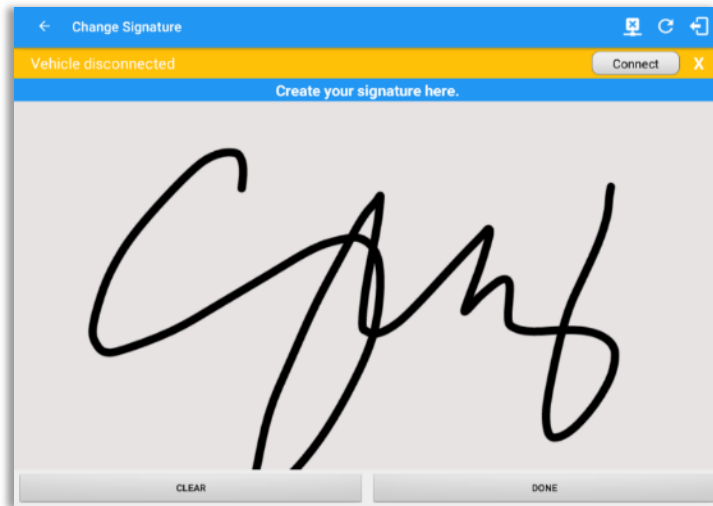 Change Signature
Vehicle disconnected
Connect
X
Create your signature here.
CLEAR
DONE